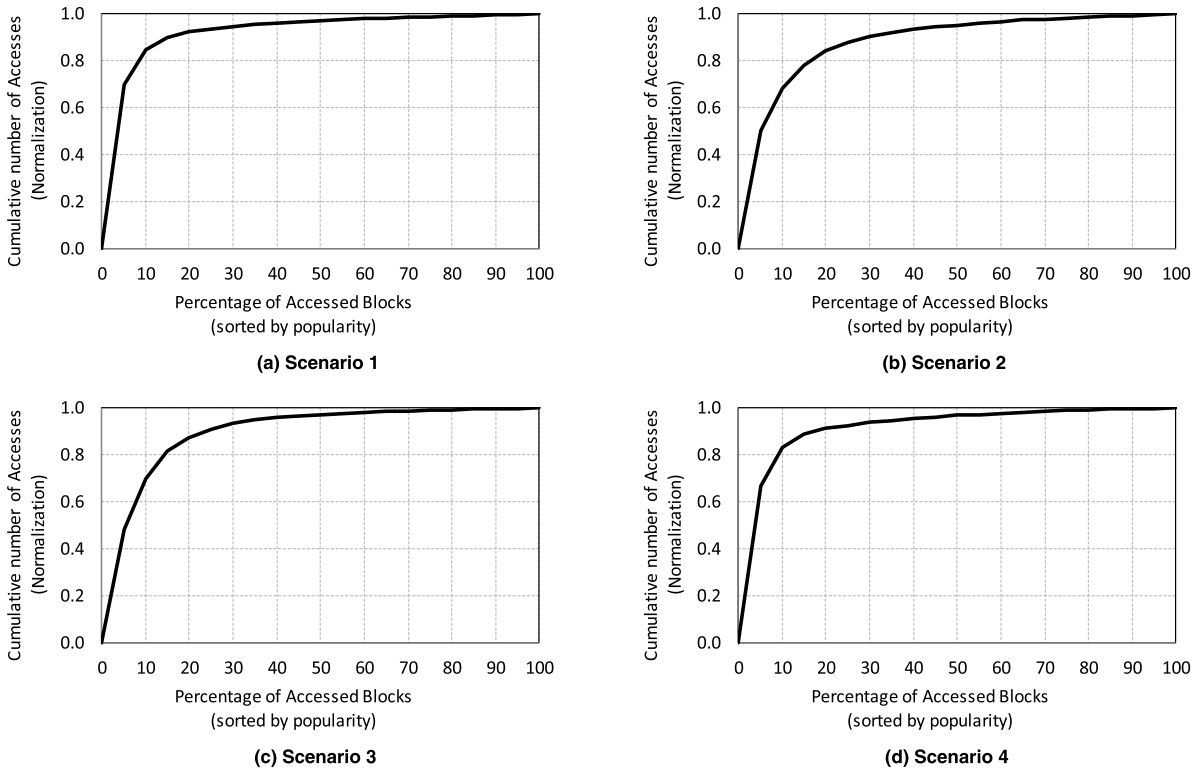 Cumulative number of Accesses
(Normalization)
1.0
0.8
0.6
0.4
0.2
0.0
0 10 20 30 40 50 60 70 80 90 100
Percentage of Accessed Blocks
(sorted by popularity)
(a) Scenario 1
Cumulative number of Accesses
(Normalization)
1.0
0.8
0.6
0.4
0.2
0.0
0 10 20 30 40 50 60 70 80 90 100
Percentage of Accessed Blocks
(sorted by popularity)
(b) Scenario 2
Cumulative number of Accesses
(Normalization)
1.0
0.8
0.6
0.4
0.2
0.0
0 10 20 30 40 50 60 70 80 90 100
Percentage of Accessed Blocks
(sorted by popularity)
(c) Scenario 3
Cumulative number of Accesses
(Normalization)
1.0
0.8
0.6
0.4
0.2
0.0
0 10 20 30 40 50 60 70 80 90 100
Percentage of Accessed Blocks
(sorted by popularity)
(d) Scenario 4